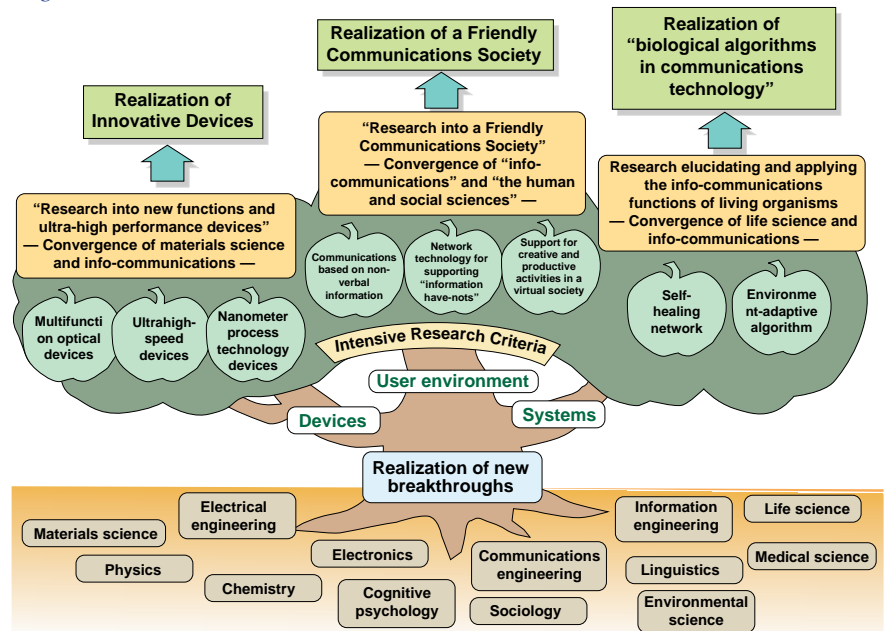 Realization of a Friendly
Communications Society
Realization of
“biological algorithms
in communications
technology”
Realization of
Innovative Devices
“Research into a Friendly
Communications Society”
— Convergence of “info-
communications” and “the human
and social sciences” —
Research elucidating and applying
the info-communications
functions of living organisms
— Convergence of life science and
info-communications —
“Research into new functions and
ultra-high performance devices”
— Convergence of materials science
and info-communications —
Communications
based on non-
verbal
information
Network
technology for
supporting
“information
have-nots”
Support for
creative and
productive
activities in a
virtual society
Self-
healing
network
Environme
nt-adaptive
algorithm
Multifuncti
on optical
devices
Ultrahigh-
speed
devices
Nanometer
process
technology
devices
Intensive Research Criteria
User environment
Devices
Systems
Realization of new
breakthroughs
Electrical
engineering
Information
engineering
Life science
Materials science
Electronics
Communications
engineering
Medical science
Physics
Linguistics
Chemistry
Cognitive
psychology
Sociology
Environmental
science